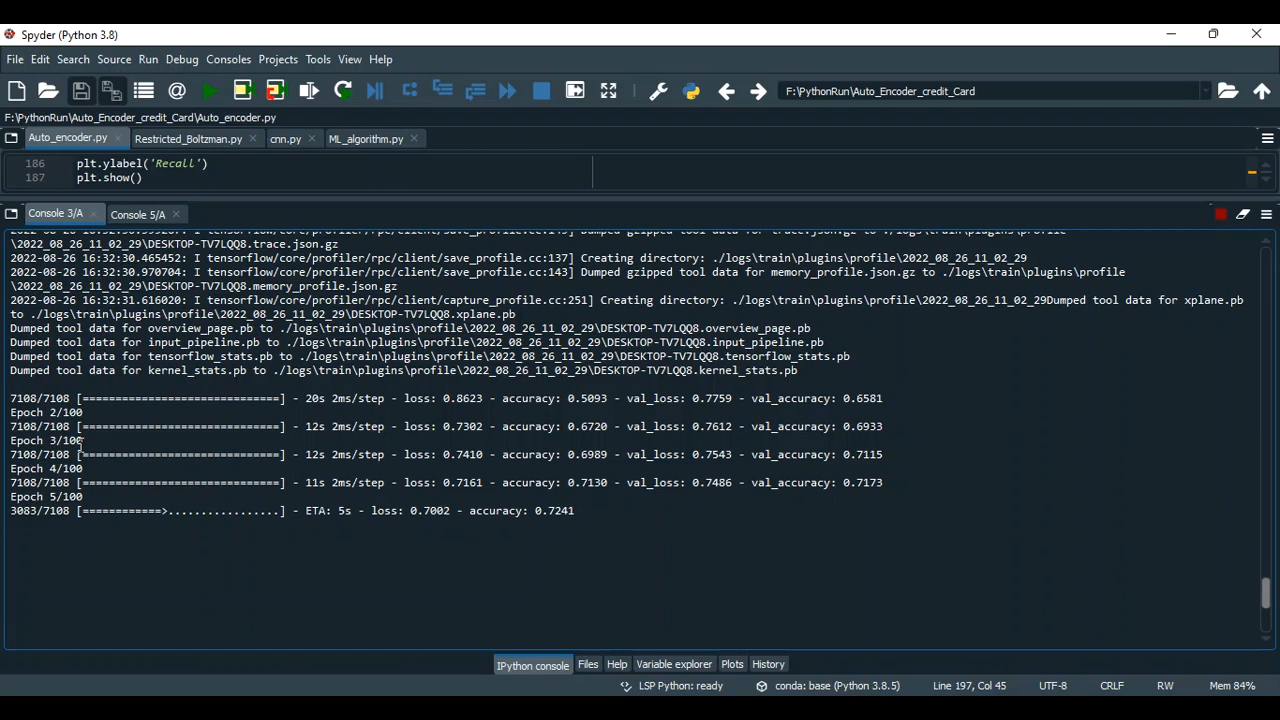 Spyder (Python 3.8)
File Edit Search Source Run Debug Consoles Projects Tools View Help
F:\PythonRun\Auto_Encoder_credit_Card
F:\PythonRun\Auto_Encoder_credit_Card\Auto_encoder.py
Auto_encoder.py Restricted_Boltzman.py cnn.py ML_algorithm.py
186 plt.ylabel('Recall')
187 plt.show()
Console 3/A Console 5/A
\2022_08_26_11_02_29\DESKTOP-TV7LQQ8.trace.json.gz
2022-08-26 16:32:30.465452: I tensorflow/core/profiler/rpc/client/save_profile.cc:137] Creating directory: ./logs\train\plugins\profile\2022_08_26_11_02_29
2022-08-26 16:32:30.970704: I tensorflow/core/profiler/rpc/client/save_profile.cc:143] Dumped gzipped tool data for memory_profile.json.gz to ./logs\train\plugins\profile
\2022_08_26_11_02_29\DESKTOP-TV7LQQ8.memory_profile.json.gz
2022-08-26 16:32:31.616020: I tensorflow/core/profiler/rpc/client/capture_profile.cc:251] Creating directory: ./logs\train\plugins\profile\2022_08_26_11_02_29Dumped tool data for xplane.pb
to ./logs\train\plugins\profile\2022_08_26_11_02_29\DESKTOP-TV7LQQ8.xplane.pb
Dumped tool data for overview_page.pb to ./logs\train\plugins\profile\2022_08_26_11_02_29\DESKTOP-TV7LQQ8.overview_page.pb
Dumped tool data for input_pipeline.pb to ./logs\train\plugins\profile\2022_08_26_11_02_29\DESKTOP-TV7LQQ8.input_pipeline.pb
Dumped tool data for tensorflow_stats.pb to ./logs\train\plugins\profile\2022_08_26_11_02_29\DESKTOP-TV7LQQ8.tensorflow_stats.pb
Dumped tool data for kernel_stats.pb to ./logs\train\plugins\profile\2022_08_26_11_02_29\DESKTOP-TV7LQQ8.kernel_stats.pb
7108/7108 [==============================] - 20s 2ms/step - loss: 0.8623 - accuracy: 0.5093 - val_loss: 0.7759 - val_accuracy: 0.6581
Epoch 2/100
7108/7108 [==============================] - 12s 2ms/step - loss: 0.7302 - accuracy: 0.6720 - val_loss: 0.7612 - val_accuracy: 0.6933
Epoch 3/100
7108/7108 [==============================] - 12s 2ms/step - loss: 0.7410 - accuracy: 0.6989 - val_loss: 0.7543 - val_accuracy: 0.7115
Epoch 4/100
7108/7108 [==============================] - 11s 2ms/step - loss: 0.7161 - accuracy: 0.7130 - val_loss: 0.7486 - val_accuracy: 0.7173
Epoch 5/100
3083/7108 [============>.................] - ETA: 5s - loss: 0.7002 - accuracy: 0.7241
IPython console Files Help Variable explorer Plots History
LSP Python: ready conda: base (Python 3.8.5) Line 197, Col 45 UTF-8 CRLF RW Mem 84%